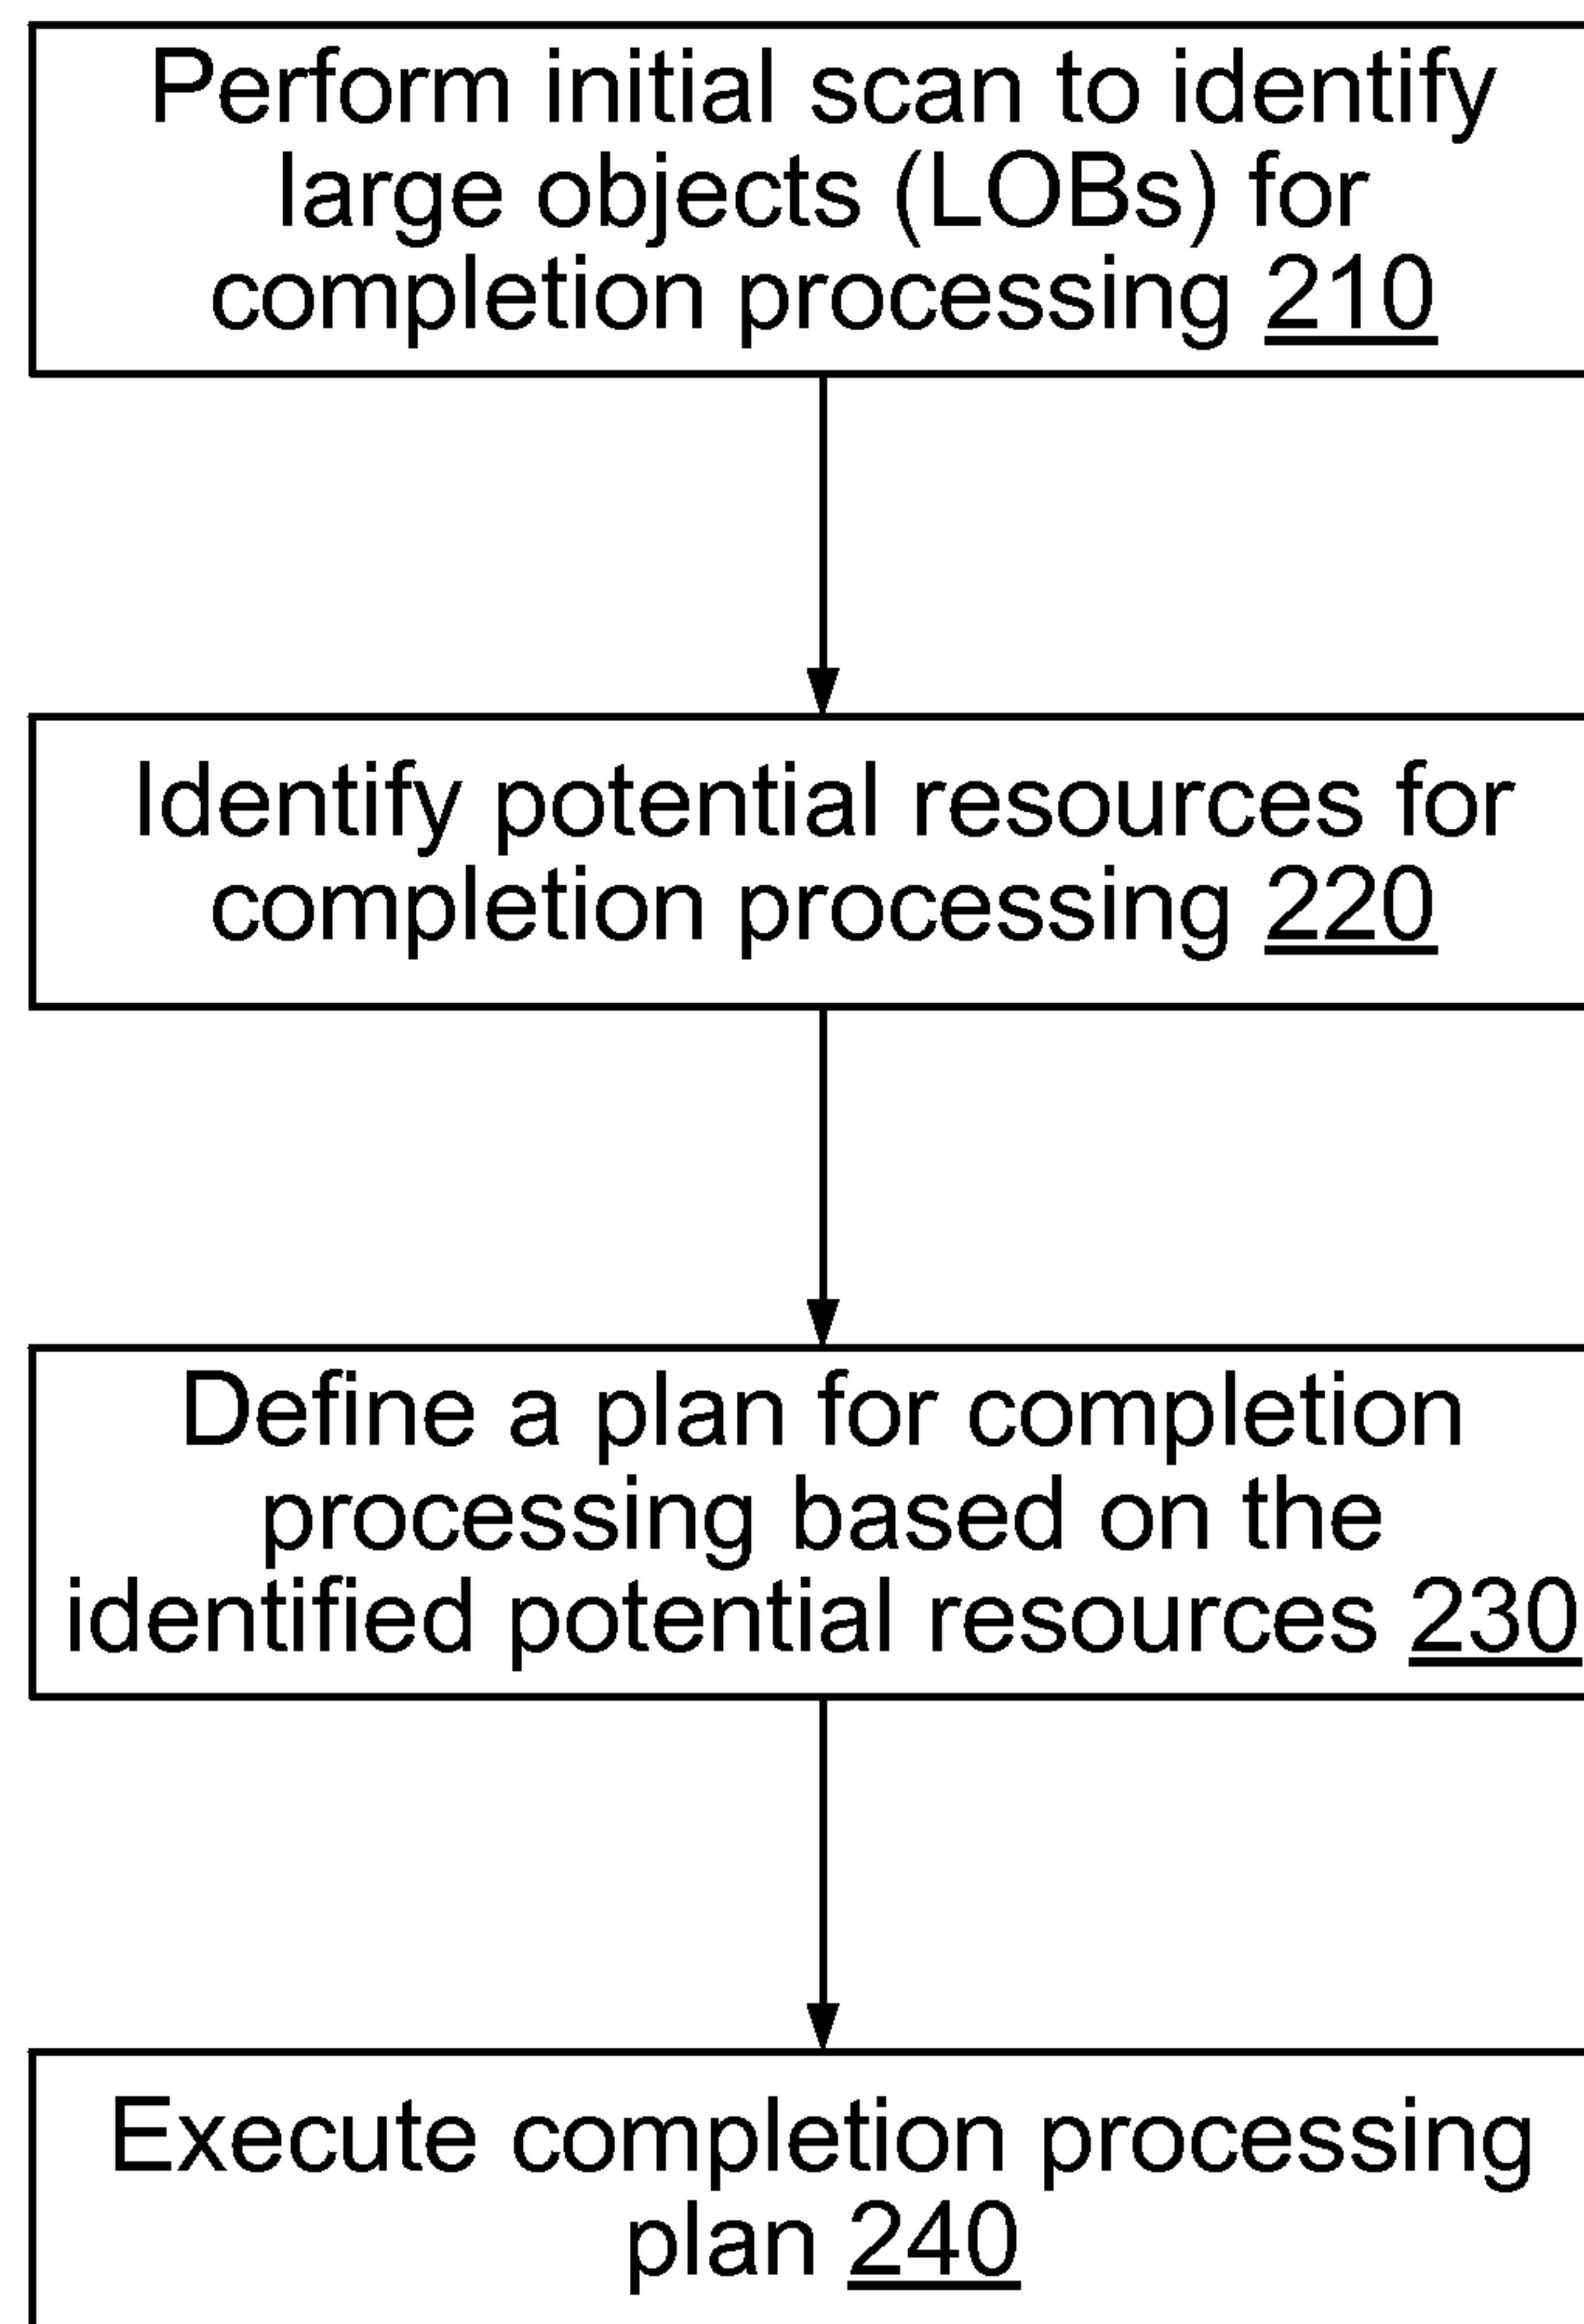 Perform initial scan to identify
large objects (LOBs) for
completion processing 210
Identify potential resources for
completion processing 220
Define a plan for completion
processing based on the
identified potential resources 230
Execute completion processing
plan 240